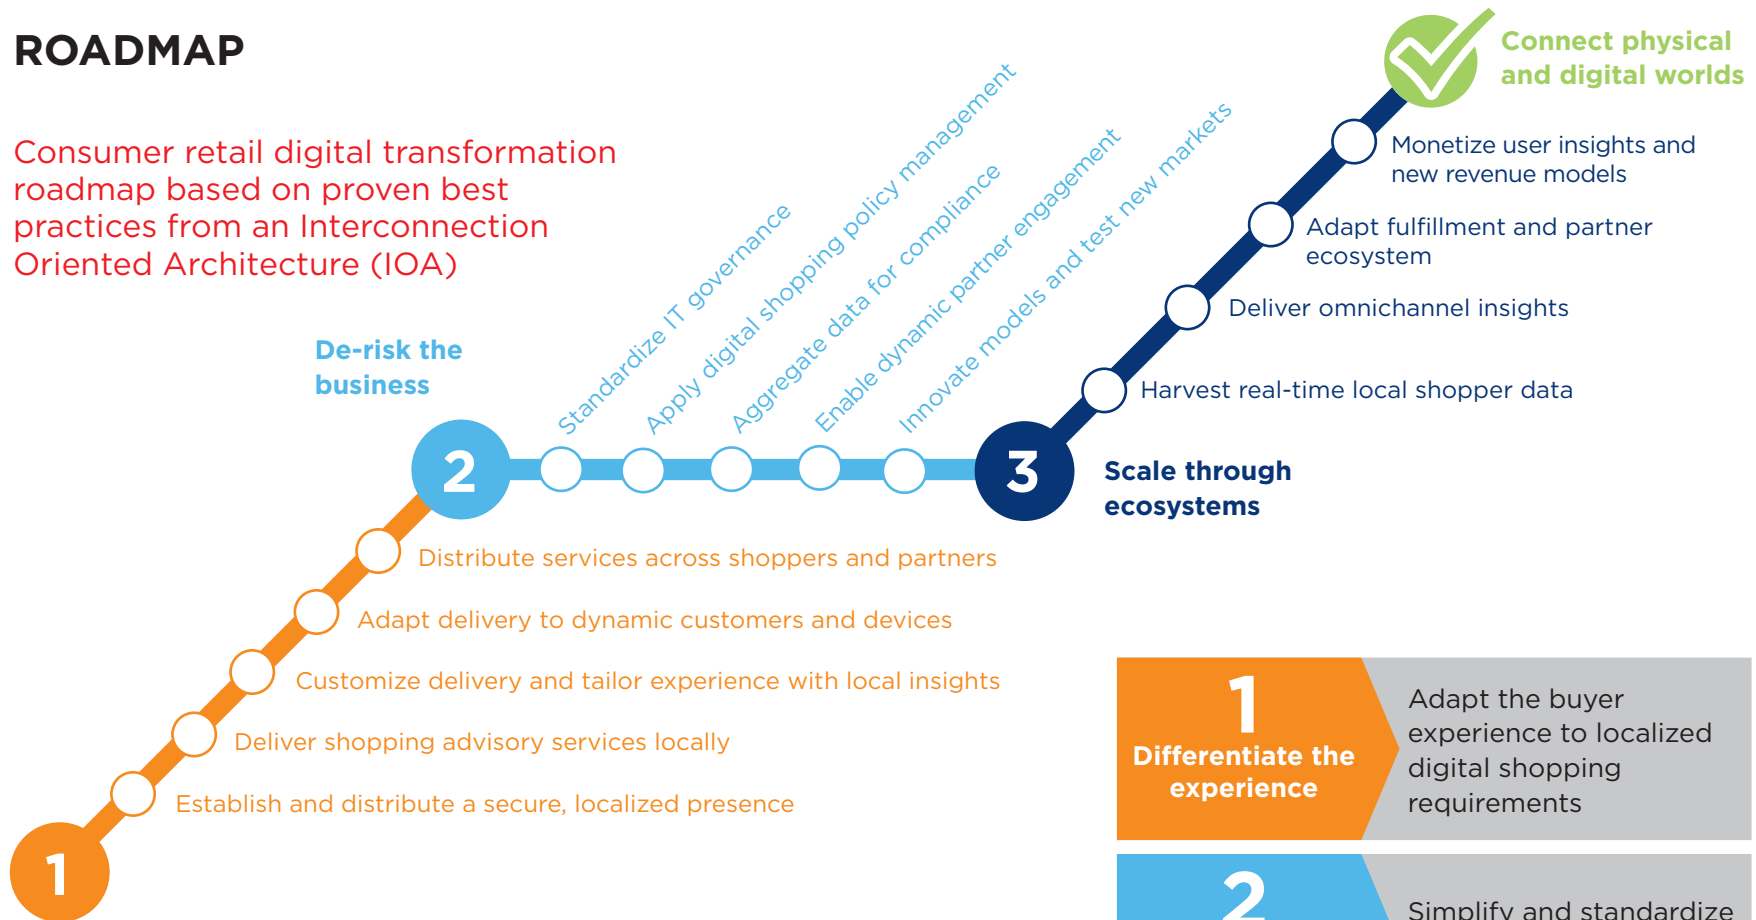 ROADMAP
Consumer retail digital transformation
roadmap based on proven best
practices from an Interconnection
Oriented Architecture (IOA)
Connect physical
and digital worlds
Monetize user insights and
new revenue models
Adapt fulfillment and partner
ecosystem
Deliver omnichannel insights
Harvest real-time local shopper data
3
Scale through
ecosystems
De-risk the
business
2
Standardize IT governance
Apply digital shopping policy management
Aggregate data for compliance
Enable dynamic partner engagement
Innovate models and test new markets
Distribute services across shoppers and partners
Adapt delivery to dynamic customers and devices
Customize delivery and tailor experience with local insights
Deliver shopping advisory services locally
Establish and distribute a secure, localized presence
1
1
Differentiate the
experience
Adapt the buyer
experience to localized
digital shopping
requirements
2
Simplify and standardize